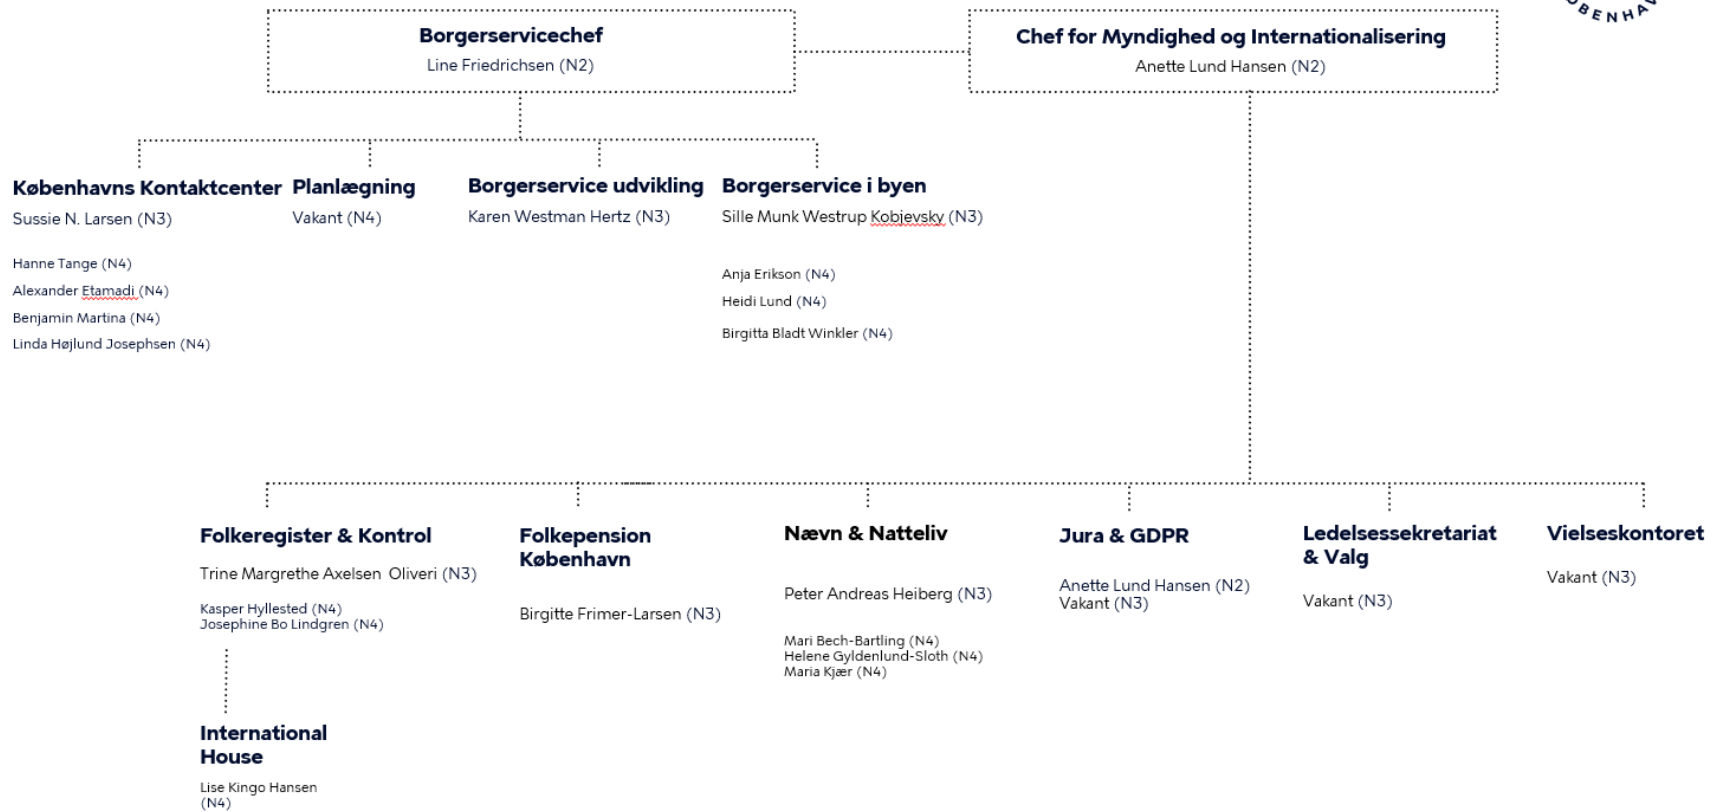 Borgerservicechef
Line Friedrichsen (N2)
Chef for Myndighed og Internationalisering
Anette Lund Hansen (N2)
Københavns Kontaktcenter
Sussie N. Larsen (N3)
Hanne Tange (N4)
Alexander Etamadi (N4)
Benjamin Martina (N4)
Linda Højlund Josephsen (N4)
Planlægning
Vakant (N4)
Borgerservice udvikling
Karen Westman Hertz (N3)
Borgerservice i byen
Sille Munk Westrup Kobjevsky (N3)
Anja Erikson (N4)
Heidi Lund (N4)
Birgitta Bladt Winkler (N4)
Folkeregister & Kontrol
Trine Margrethe Axelsen  Oliveri (N3)
Kasper Hyllested (N4)
Josephine Bo Lindgren (N4)
International
House
Lise Kingo Hansen
(N4)
Folkepension
København
Birgitte Frimer-Larsen (N3)
Nævn & Natteliv
Peter Andreas Heiberg (N3)
Mari Bech-Bartling (N4)
Helene Gyldenlund-Sloth (N4)
Maria Kjær (N4)
Jura & GDPR
Anette Lund Hansen (N2)
Vakant (N3)
Ledelsessekretariat
& Valg
Vakant (N3)
Vielseskontoret
Vakant (N3)